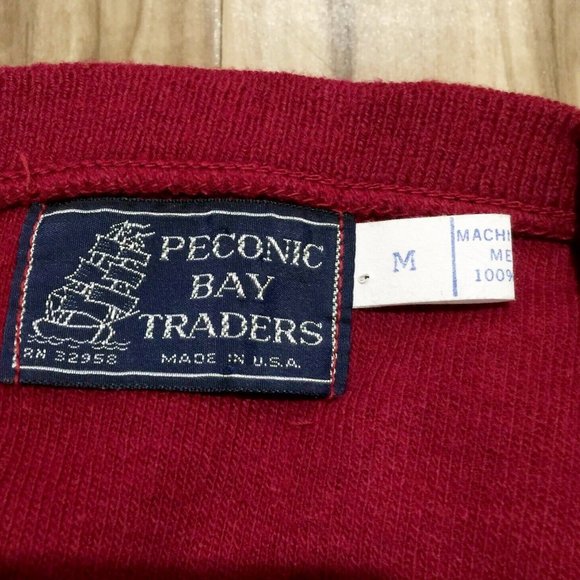 PECONIC
BAY
TRADERS
RN 32958
MADE IN U.S.A.
M
MACHI
ME
100%